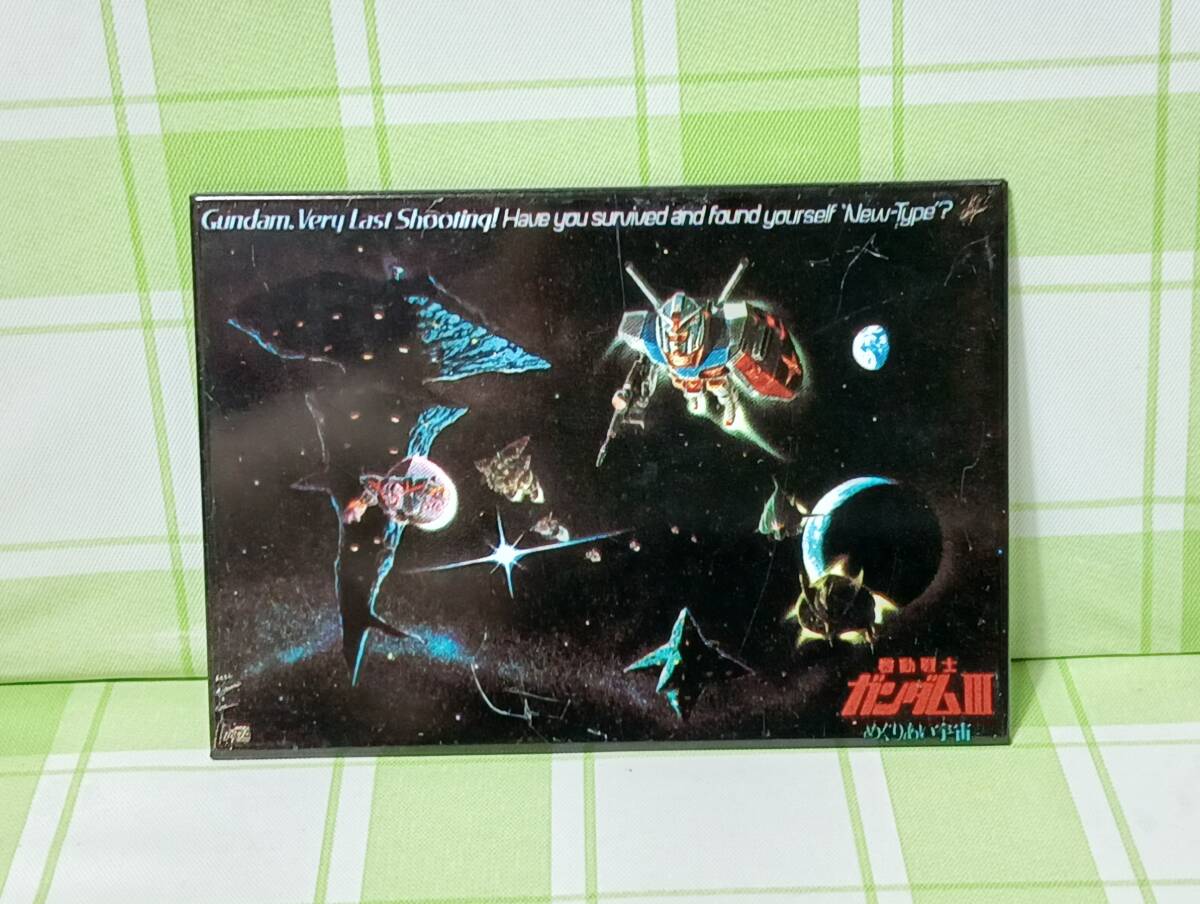 Gundam. Very Last Shooting! Have you survived and found yourself 'New-Type'?
機動戦士
ガンダムIII
めぐりあい宇宙